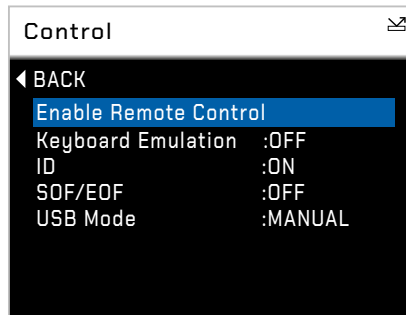 Control
BACK
Enable Remote Control
Keyboard Emulation :OFF
ID :ON
SOF/EOF :OFF
USB Mode :MANUAL